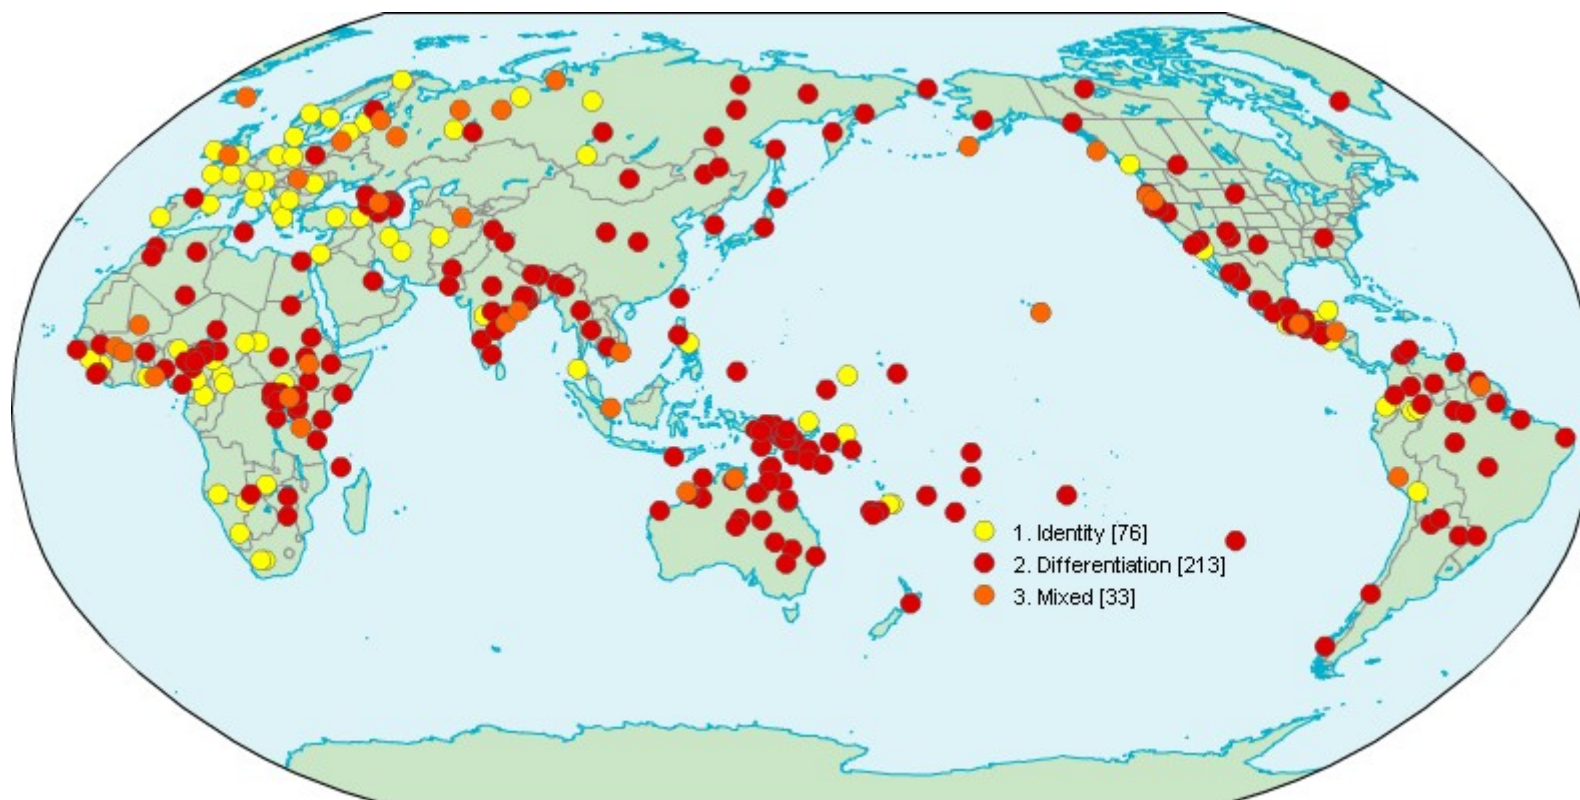 1. Identity [76]
2. Differentiation [213]
3. Mixed [33]